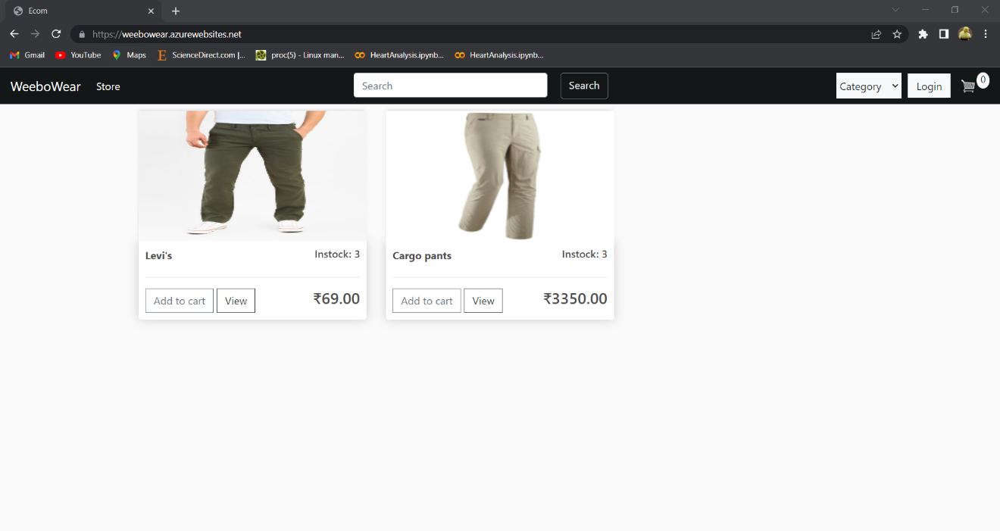 Ecom
https://weebowear.azurewebsites.net
Gmail YouTube Maps ScienceDirect.com |... proc(5) - Linux man... HeartAnalysis.ipynb... HeartAnalysis.ipynb...
WeeboWear Store Search Search Category Login 0
Levi's Instock: 3
Add to cart View ₹69.00
Cargo pants Instock: 3
Add to cart View ₹3350.00